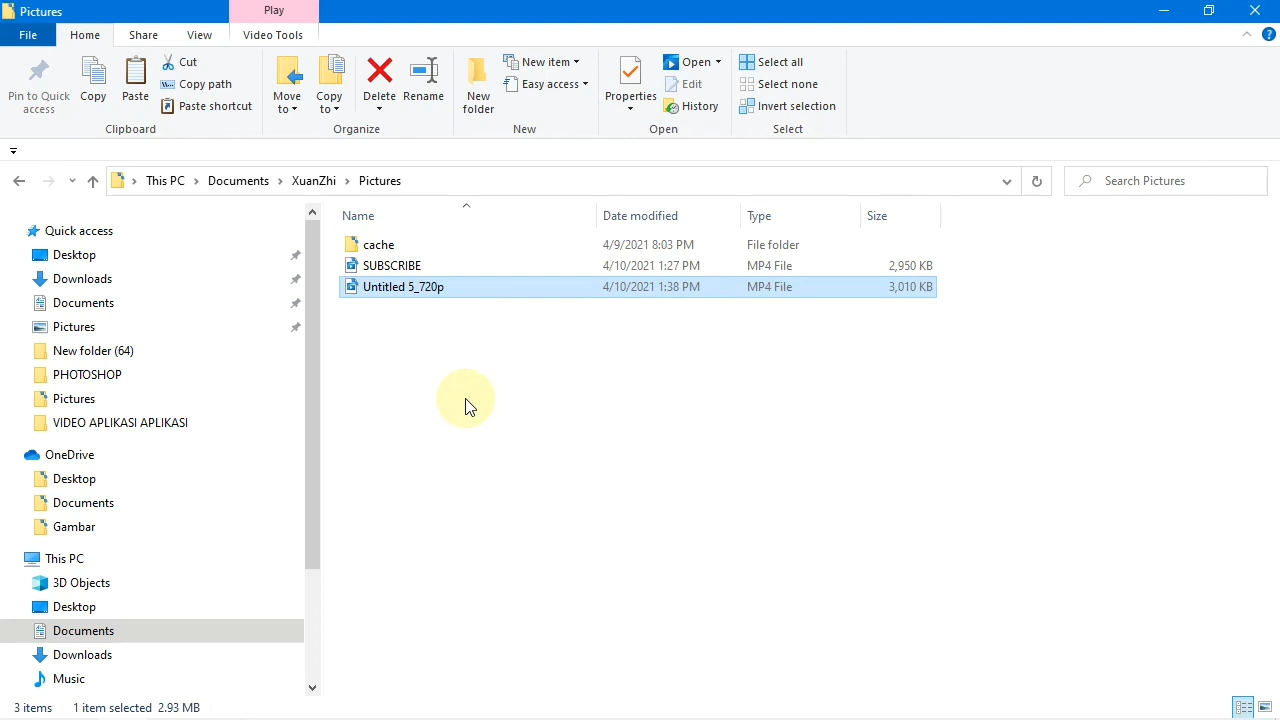 Pictures
Play
File
Home
Share
View
Video Tools
Pin to Quick access
Copy
Paste
Cut
Copy path
Paste shortcut
Clipboard
Move to
Copy to
Delete
Rename
Organize
New folder
New item
Easy access
New
Properties
Open
Edit
History
Open
Select all
Select none
Invert selection
Select
This PC
Documents
XuanZhi
Pictures
Search Pictures
Quick access
Desktop
Downloads
Documents
Pictures
New folder (64)
PHOTOSHOP
Pictures
VIDEO APLIKASI APLIKASI
OneDrive
Desktop
Documents
Gambar
This PC
3D Objects
Desktop
Documents
Downloads
Music
Name Date modified Type Size
cache 4/9/2021 8:03 PM File folder
SUBSCRIBE 4/10/2021 1:27 PM MP4 File 2,950 KB
Untitled 5_720p 4/10/2021 1:38 PM MP4 File 3,010 KB
3 items 1 item selected 2.93 MB